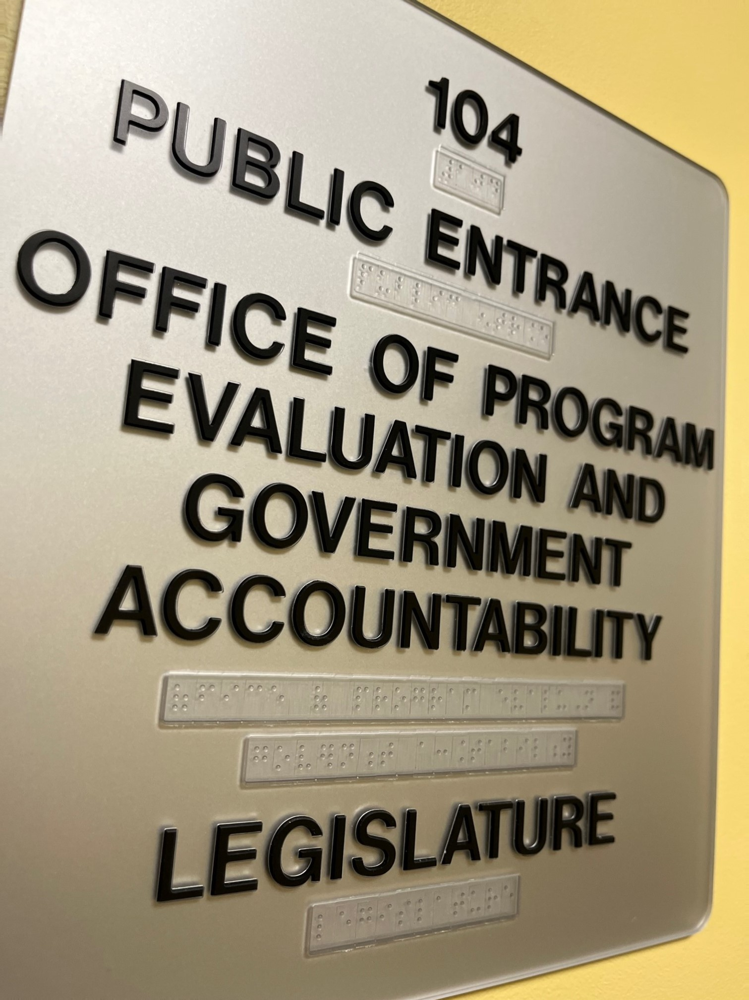 104
PUBLIC ENTRANCE
OFFICE OF PROGRAM
EVALUATION AND
GOVERNMENT
ACCOUNTABILITY
LEGISLATURE